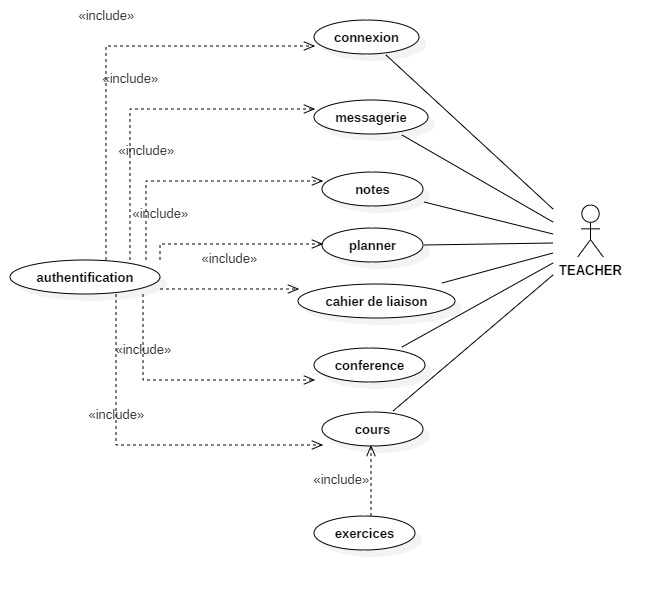 «include»
connexion
«include»
messagerie
«include»
notes
«include»
planner
«include»
authentification
TEACHER
cahier de liaison
«include»
conference
«include»
cours
«include»
exercices